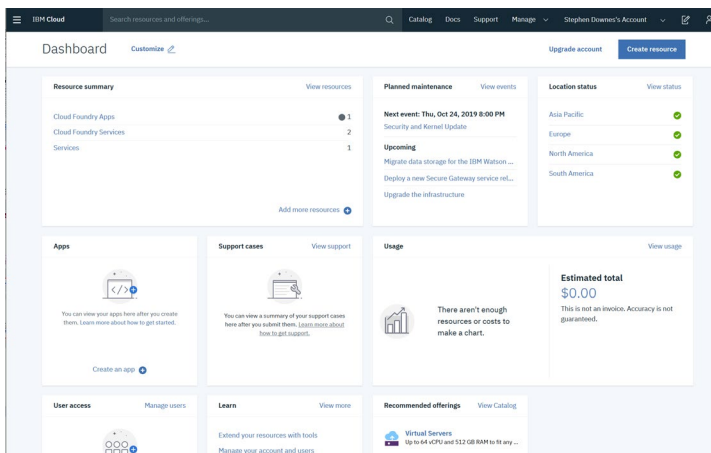 IBM Cloud
Search resources and offerings...
Catalog
Docs
Support
Manage
Stephen Downes's Account
Dashboard
Customize
Upgrade account
Create resource
Resource summary
View resources
Cloud Foundry Apps
1
Cloud Foundry Services
2
Services
1
Add more resources
Planned maintenance
View events
Next event: Thu, Oct 24, 2019 8:00 PM
Security and Kernel Update
Upcoming
Migrate data storage for the IBM Watson ...
Deploy a new Secure Gateway service rel...
Upgrade the infrastructure
Location status
View status
Asia Pacific
Europe
North America
South America
Apps
You can view your apps here after you create
them. Learn more about how to get started.
Create an app
Support cases
View support
You can view a summary of your support cases
here after you submit them. Learn more about
how to get support.
Usage
View usage
There aren't enough
resources or costs to
make a chart.
Estimated total
$0.00
This is not an invoice. Accuracy is not
guaranteed.
User access
Manage users
Learn
View more
Extend your resources with tools
Manage your account and users
Recommended offerings
View Catalog
Virtual Servers
Up to 64 vCPU and 512 GB RAM to fit any ...